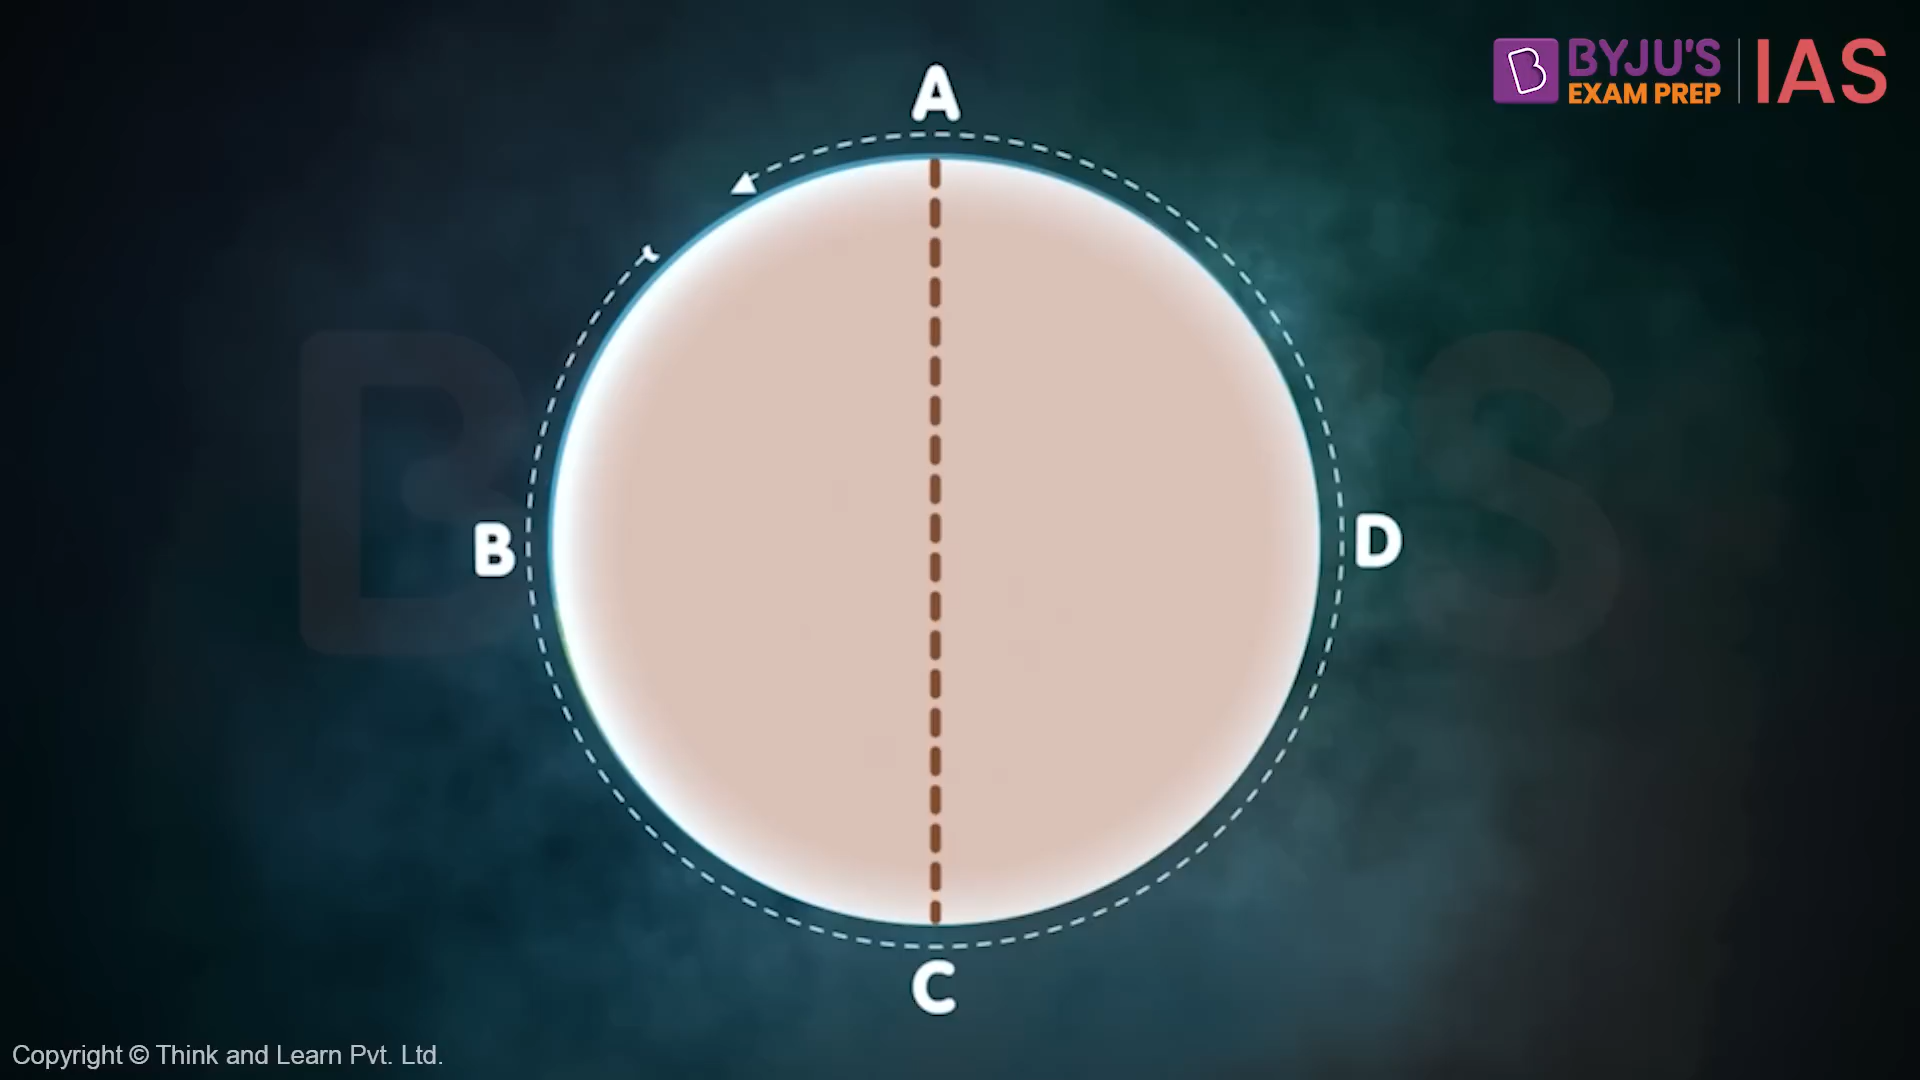 BYJU'S
EXAM PREP
IAS
A
B
D
C
Copyright © Think and Learn Pvt. Ltd.